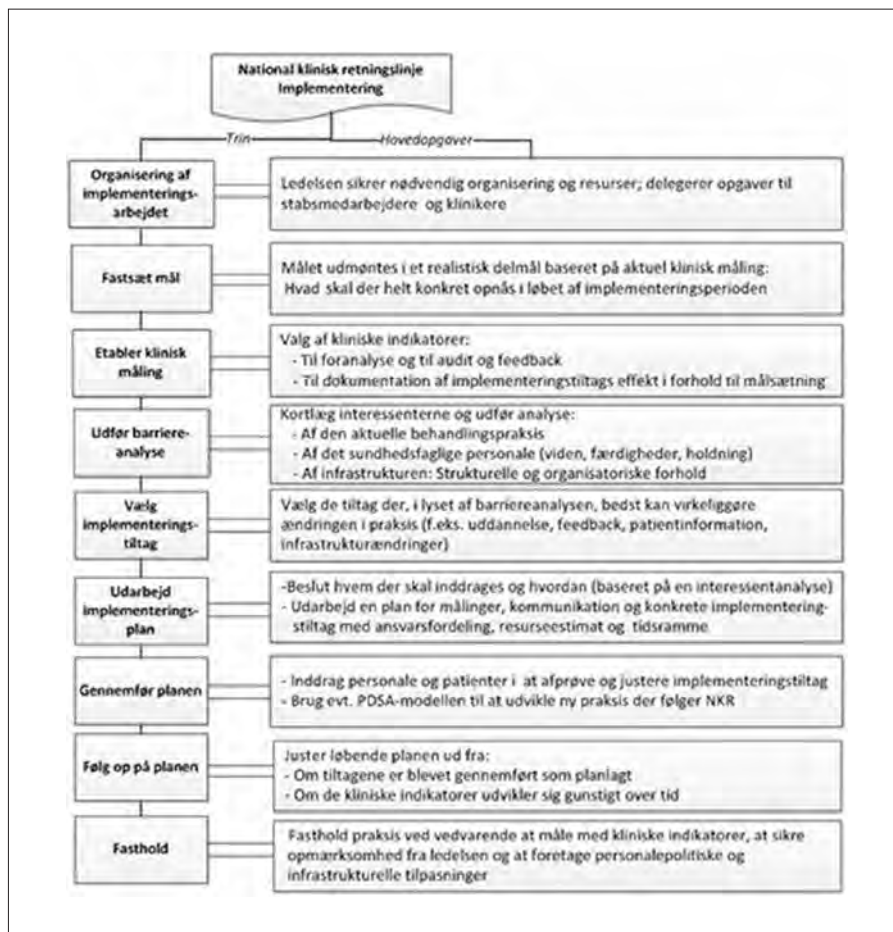 National klinisk retningslinje
Implementering
Trin
Hovedopgaver
Organisering af
implementerings-
arbejdet
Ledelsen sikrer nødvendig organisering og resurser; delegerer opgaver til
stabsmedarbejdere og klinikere
Fastsæt mål
Målet udmøntes i et realistisk delmål baseret på aktuel klinisk måling:
Hvad skal der helt konkret opnås i løbet af implementeringsperioden
Etabler klinisk
måling
Valg af kliniske indikatorer:
- Til foranalyse og til audit og feedback
- Til dokumentation af implementeringstiltags effekt i forhold til målsætning
Udfør barriere-
analyse
Kortlæg interessenterne og udfør analyse:
- Af den aktuelle behandlingspraksis
- Af det sundhedsfaglige personale (viden, færdigheder, holdning)
- Af infrastrukturen: Strukturelle og organisatoriske forhold
Vælg
implementerings-
tiltag
Vælg de tiltag der, i lyset af barriereanalysen, bedst kan virkeliggøre
ændringen i praksis (f.eks. uddannelse, feedback, patientinformation,
infrastrukturændringer)
Udarbejd
implementerings-
plan
-Beslut hvem der skal inddrages og hvordan (baseret på en interessentanalyse)
- Udarbejd en plan for målinger, kommunikation og konkrete implementering-
stiltag med ansvarsfordeling, resurseestimat og tidsramme
Gennemfør planen
- Inddrag personale og patienter i at afprøve og justere implementeringstiltag
- Brug evt. PDSA-modellen til at udvikle ny praksis der følger NKR
Følg op på planen
Juster løbende planen ud fra:
- Om tiltagene er blevet gennemført som planlagt
- Om de kliniske indikatorer udvikler sig gunstigt over tid
Fasthold
Fasthold praksis ved vedvarende at måle med kliniske indikatorer, at sikre
opmærksomhed fra ledelsen og at foretage personalepolitiske og
infrastrukturelle tilpasninger